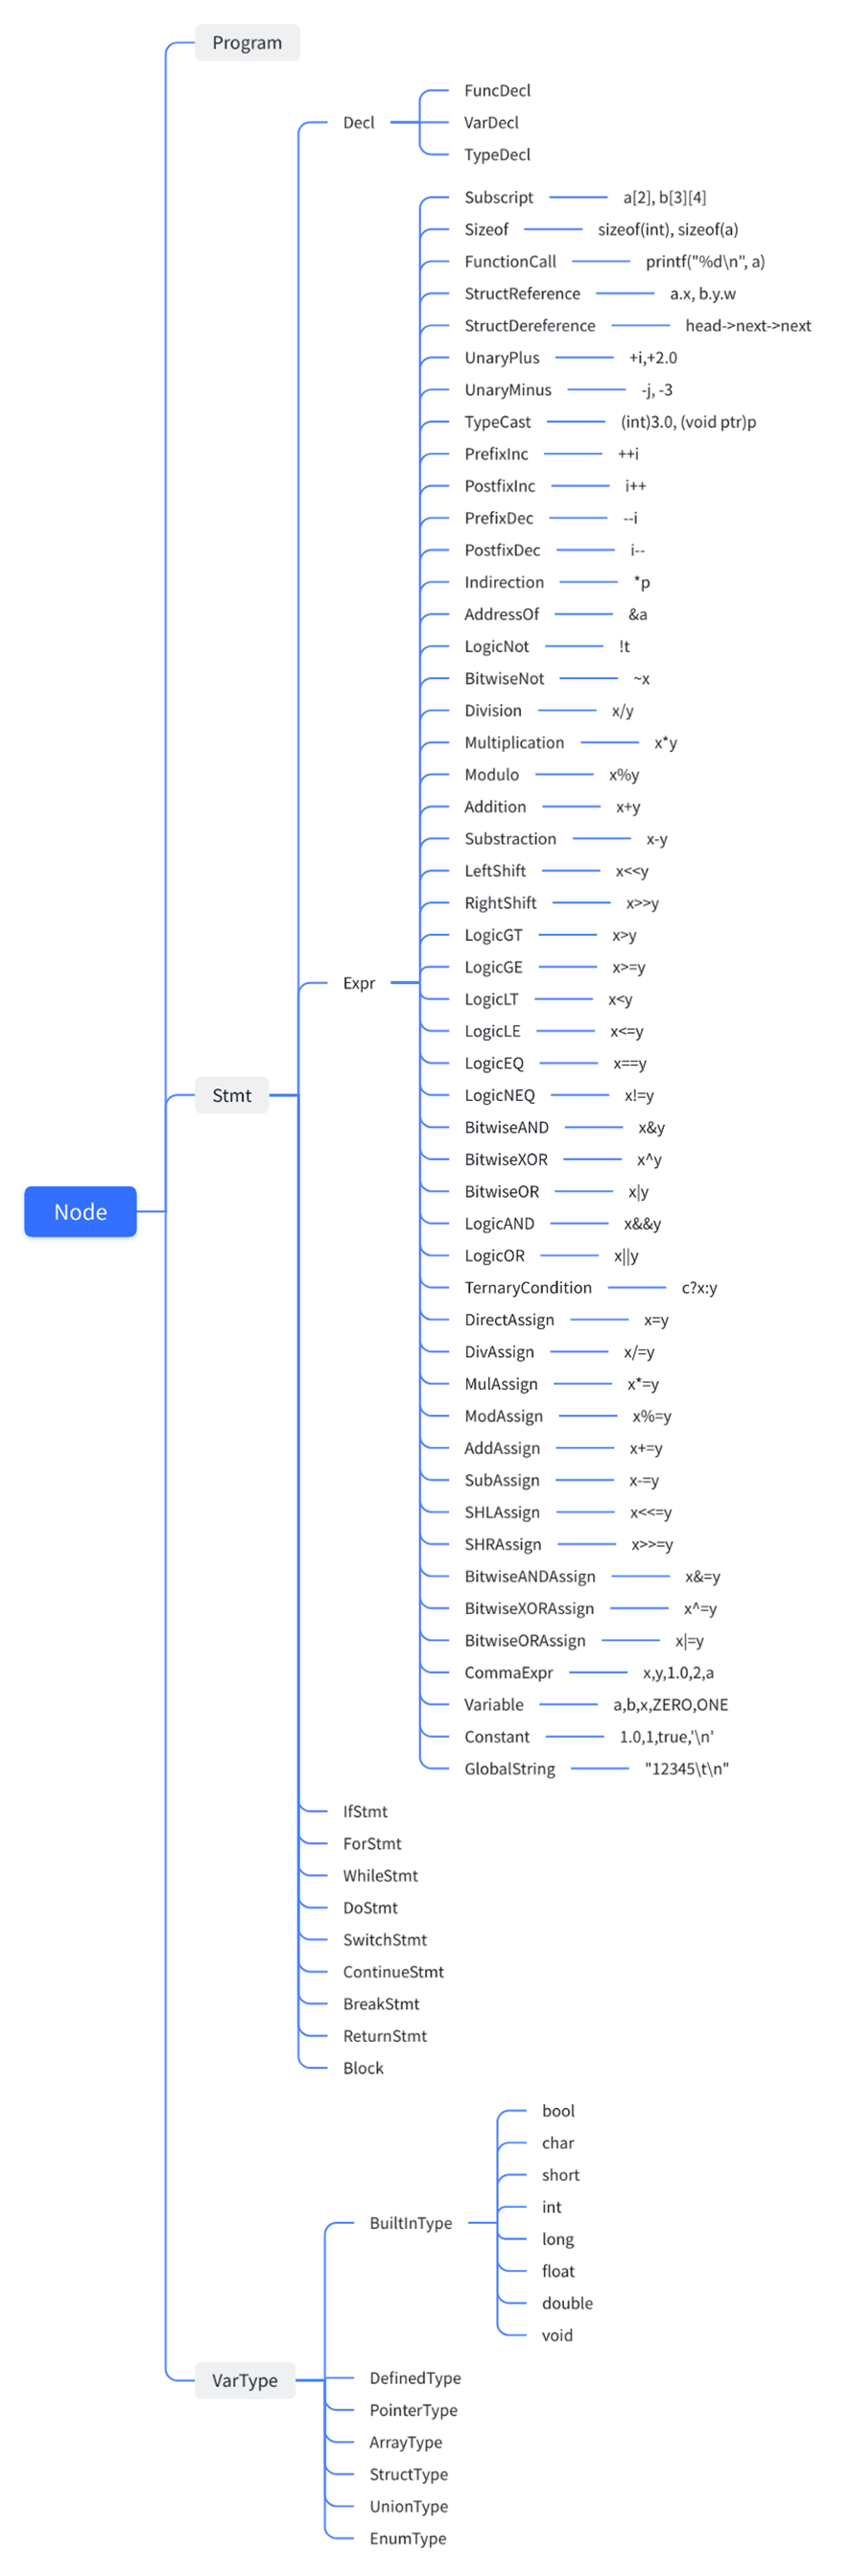 Program
FuncDecl
Decl
VarDecl
TypeDecl
Subscript a[2], b[3][4]
Sizeof sizeof(int), sizeof(a)
FunctionCall printf("%d\n", a)
StructReference a.x, b.y.w
StructDereference head->next->next
UnaryPlus +i,+2.0
UnaryMinus -j, -3
TypeCast (int)3.0, (void ptr)p
PrefixInc ++i
PostfixInc i++
PrefixDec --i
PostfixDec i--
Indirection *p
AddressOf &a
LogicNot !t
BitwiseNot ~x
Division x/y
Multiplication x*y
Modulo x%y
Addition x+y
Substraction x-y
LeftShift x<<y
RightShift x>>y
LogicGT x>y
LogicGE x>=y
Expr
LogicLT x<y
LogicLE x<=y
LogicEQ x==y
Stmt
LogicNEQ x!=y
BitwiseAND x&y
BitwiseXOR x^y
BitwiseOR x|y
Node
LogicAND x&&y
LogicOR x||y
TernaryCondition c?x:y
DirectAssign x=y
DivAssign x/=y
MulAssign x*=y
ModAssign x%=y
AddAssign x+=y
SubAssign x-=y
SHLAssign x<<=y
SHRAssign x>>=y
BitwiseANDAssign x&=y
BitwiseXORAssign x^=y
BitwiseORAssign x|=y
CommaExpr x,y,1.0,2,a
Variable a,b,x,ZERO,ONE
Constant 1.0,1,true,'\n'
GlobalString "12345\t\n"
IfStmt
ForStmt
WhileStmt
DoStmt
SwitchStmt
ContinueStmt
BreakStmt
ReturnStmt
Block
bool
char
short
int
BuiltInType
long
float
double
void
DefinedType
VarType
PointerType
ArrayType
StructType
UnionType
EnumType